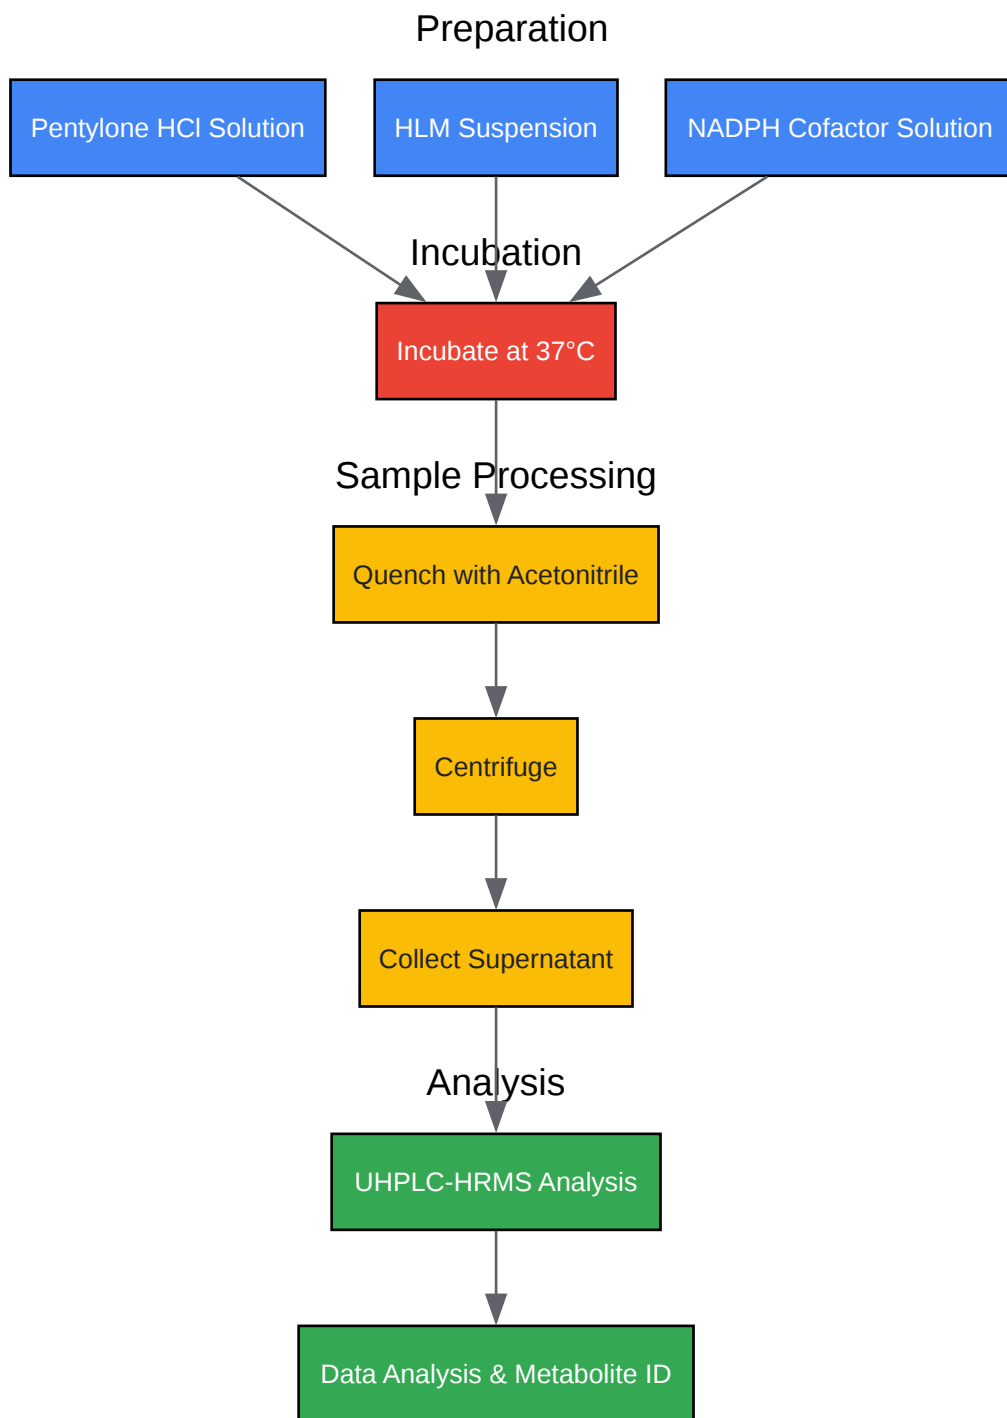 Preparation
Pentylone HCl Solution
HLM Suspension
NADPH Cofactor Solution
Incubation
Incubate at 37°C
Sample Processing
Quench with Acetonitrile
Centrifuge
Collect Supernatant
Analysis
UHPLC-HRMS Analysis
Data Analysis & Metabolite ID